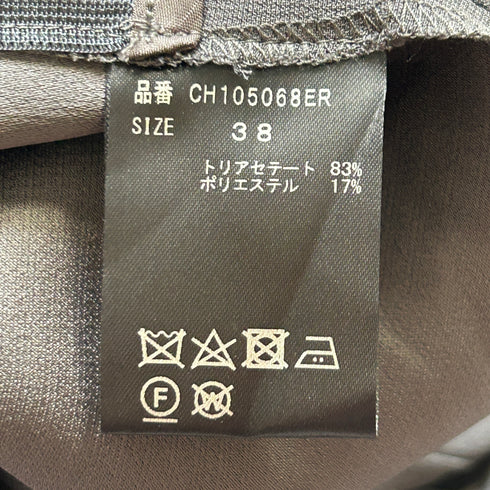 品番 CH105068ER
SIZE 38
トリアセテート 83%
ポリエステル 17%
F W